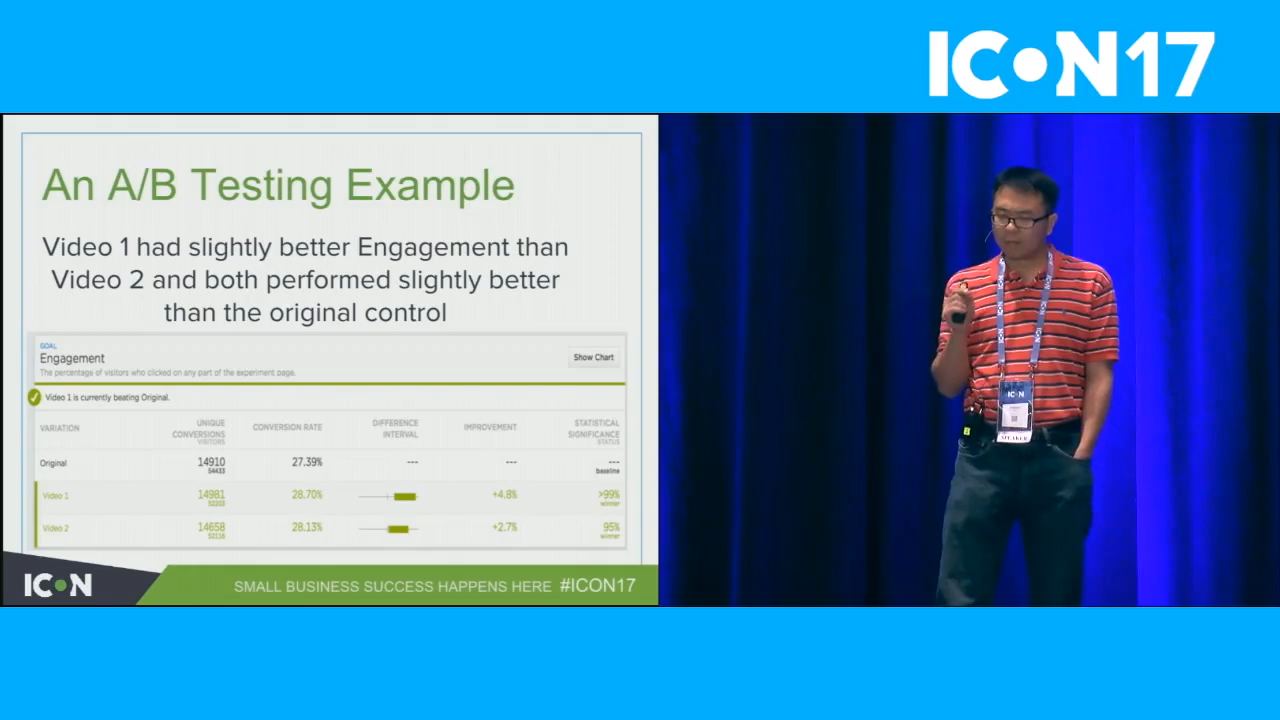 ICON17
An A/B Testing Example
Video 1 had slightly better Engagement than
Video 2 and both performed slightly better
than the original control
GOAL
Engagement
Show Chart
The percentage of visitors who clicked on any part of the experiment page.
Video 1 is currently beating Original.
VARIATION
UNIQUE CONVERSIONS
VISITORS
CONVERSION RATE
DIFFERENCE INTERVAL
IMPROVEMENT
STATISTICAL SIGNIFICANCE
STATUS
Original 14910 27.39% --- --- ---
54433 baseline
Video 1 14981 28.70% +4.8% >99%
winner
Video 2 14658 28.13% +2.7% 95%
winner
ICON
SMALL BUSINESS SUCCESS HAPPENS HERE #ICON17
ICON
SPEAKER